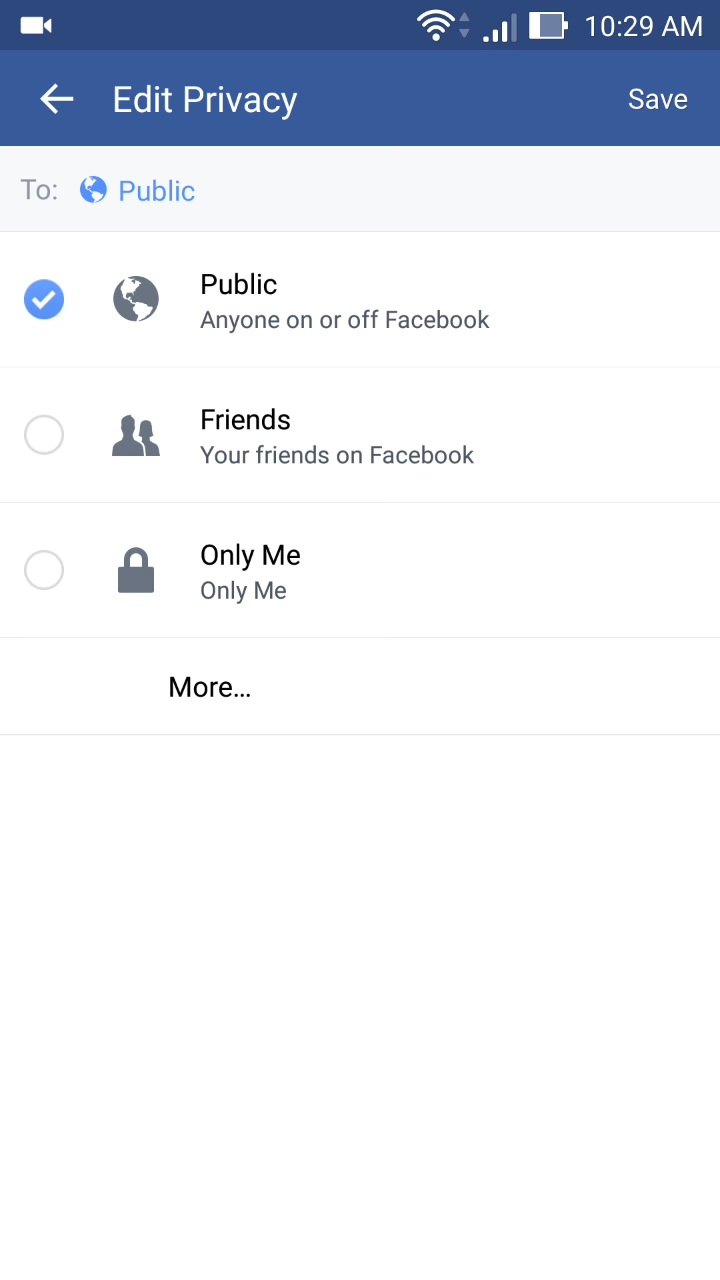 10:29 AM
Edit Privacy
Save
To: Public
Public
Anyone on or off Facebook
Friends
Your friends on Facebook
Only Me
Only Me
More...